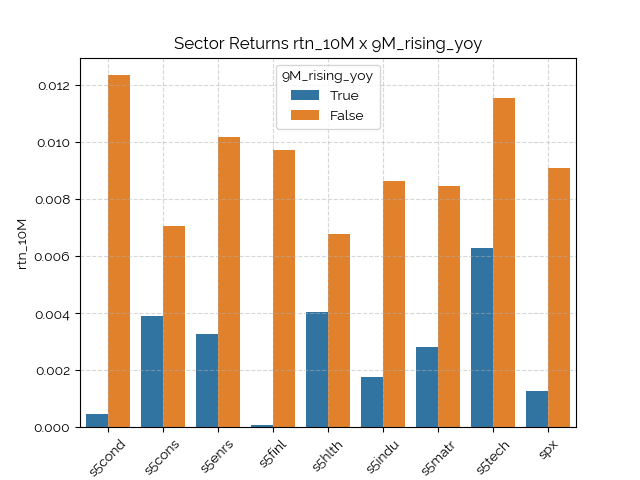 Sector Returns rtn_10M x 9M_rising_yoy
9M_rising_yoy
True
False
rtn_10M
0.012
0.010
0.008
0.006
0.004
0.002
0.000
s5cond
s5cons
s5enrs
s5finl
s5hlth
s5indu
s5matr
s5tech
spx